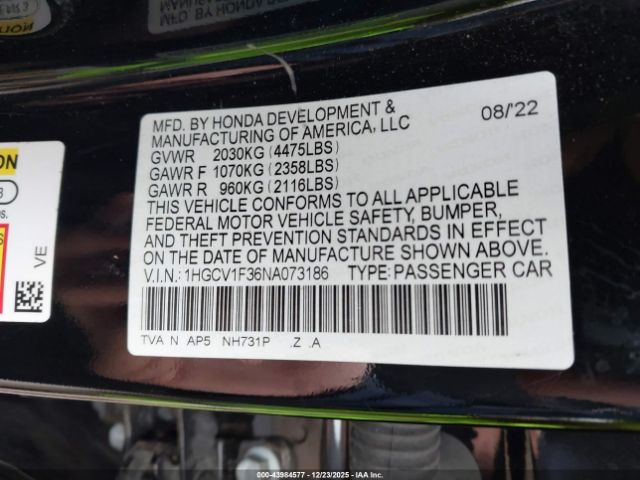 MFD. BY HONDA DEVELOPMENT & 08/'22
MANUFACTURING OF AMERICA, LLC
GVWR 2030KG (4475LBS)
GAWR F 1070KG (2358LBS)
GAWR R 960KG (2116LBS)
THIS VEHICLE CONFORMS TO ALL APPLICABLE
FEDERAL MOTOR VEHICLE SAFETY, BUMPER,
AND THEFT PREVENTION STANDARDS IN EFFECT
ON THE DATE OF MANUFACTURE SHOWN ABOVE.
V.I.N.: 1HGCV1F36NA073186 TYPE: PASSENGER CAR
TVA N AP5 NH731P .Z .A
VE
000-43984577 - 12/23/2025 - IAA Inc.